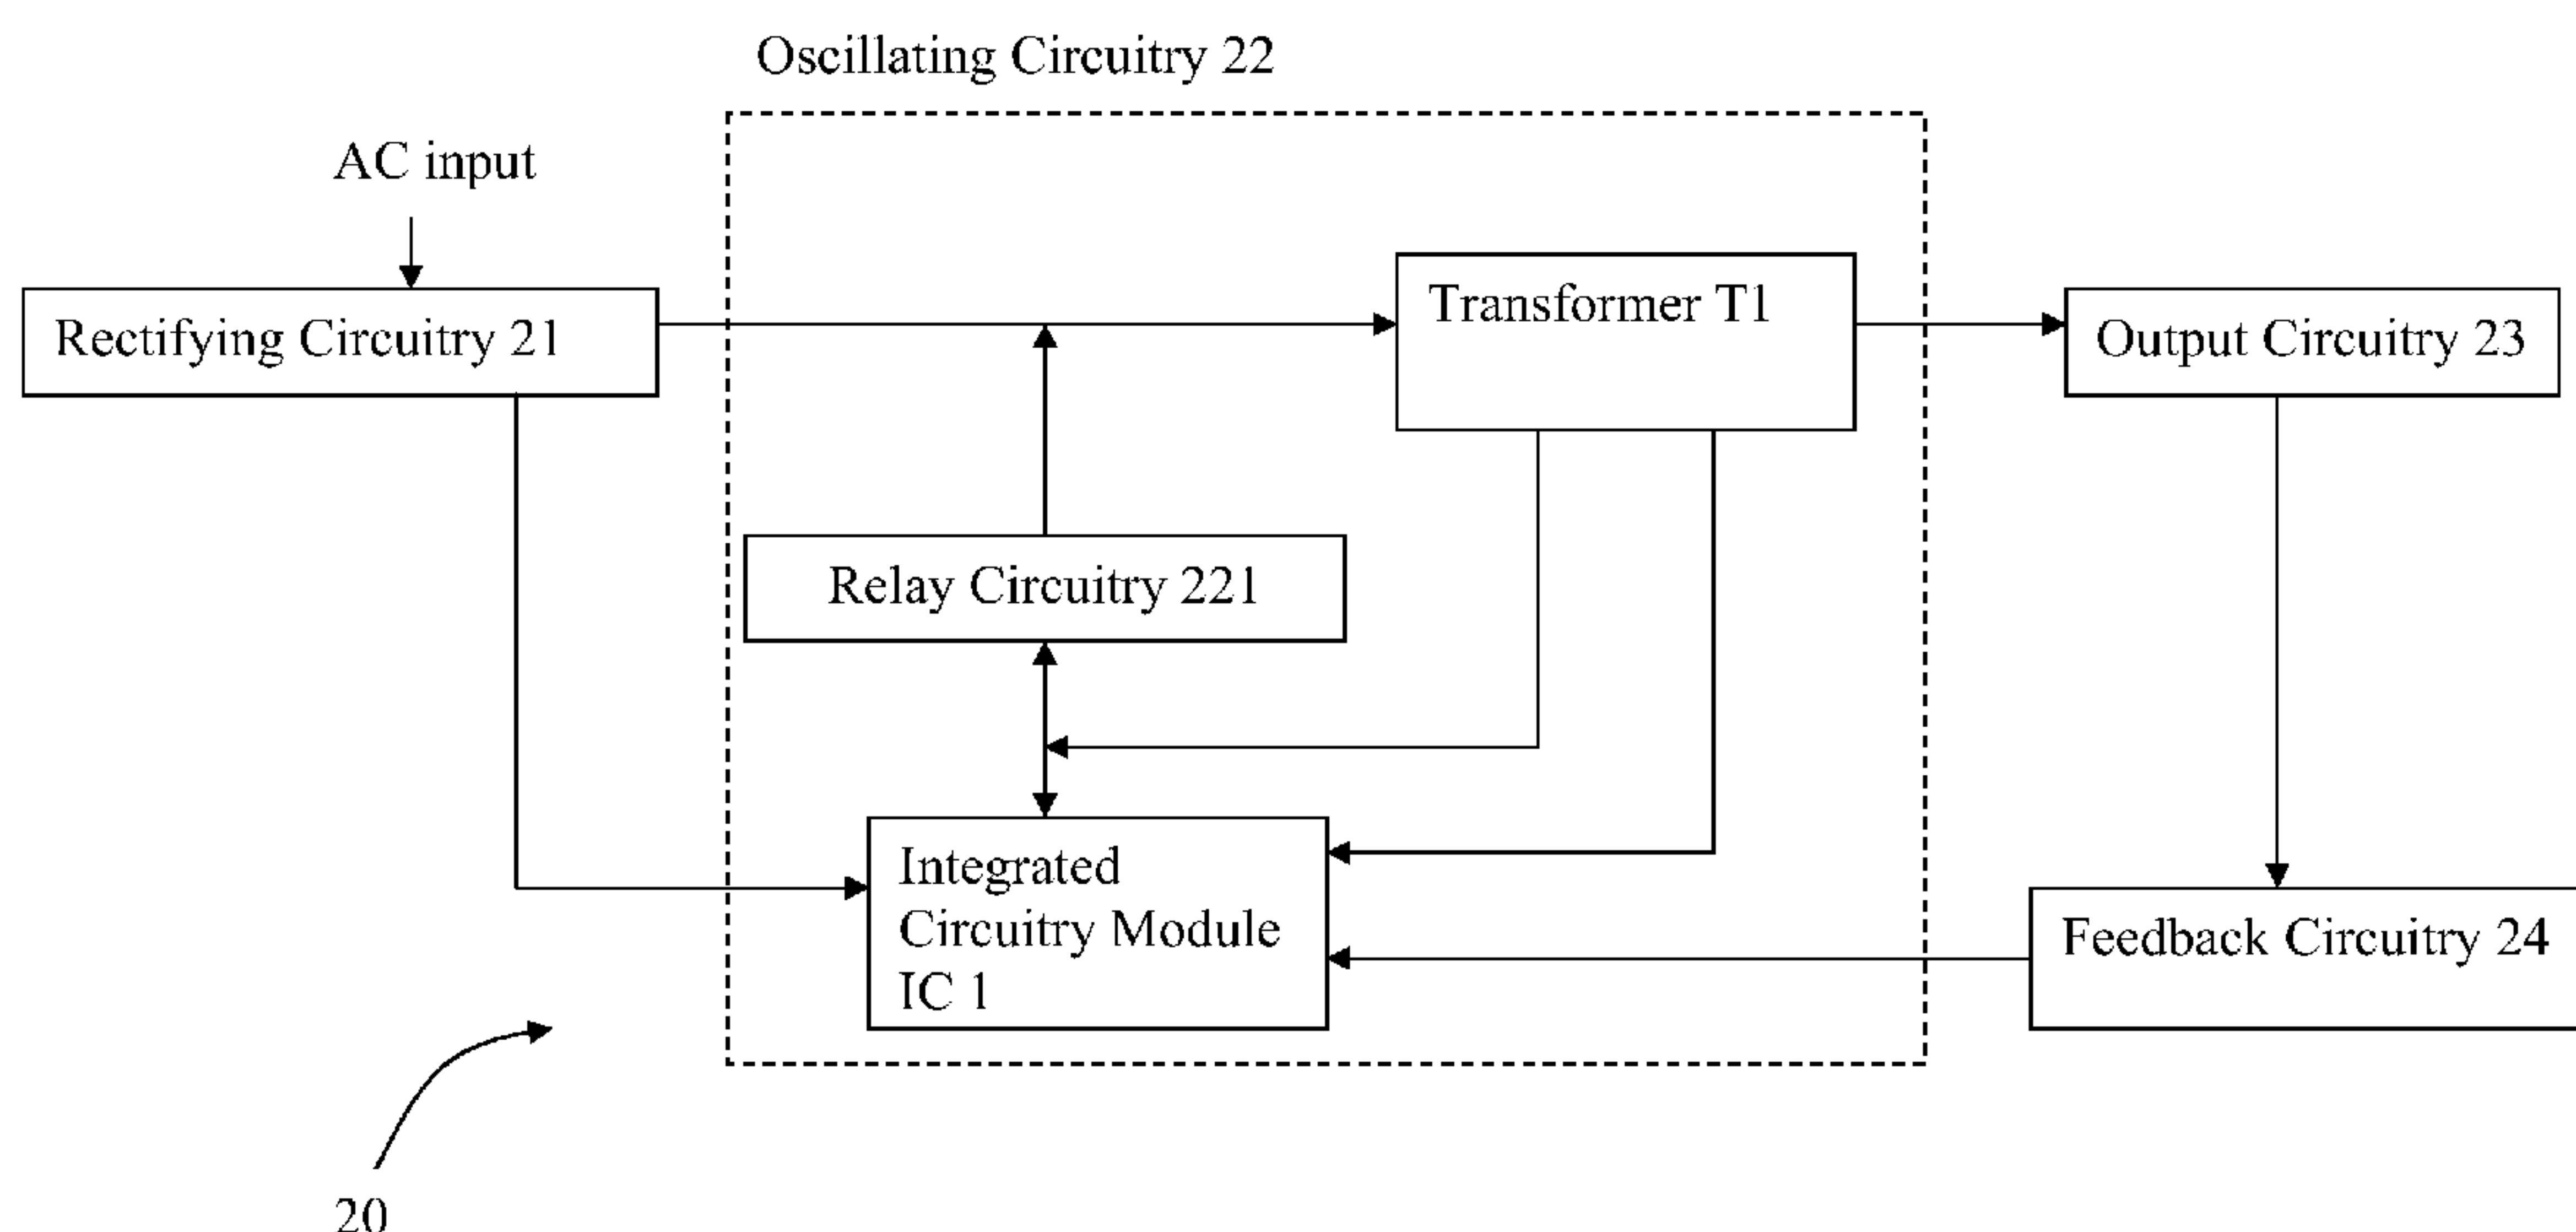 Oscillating Circuitry 22
AC input
Rectifying Circuitry 21
Transformer T1
Output Circuitry 23
Relay Circuitry 221
Integrated
Circuitry Module
IC 1
Feedback Circuitry 24
20